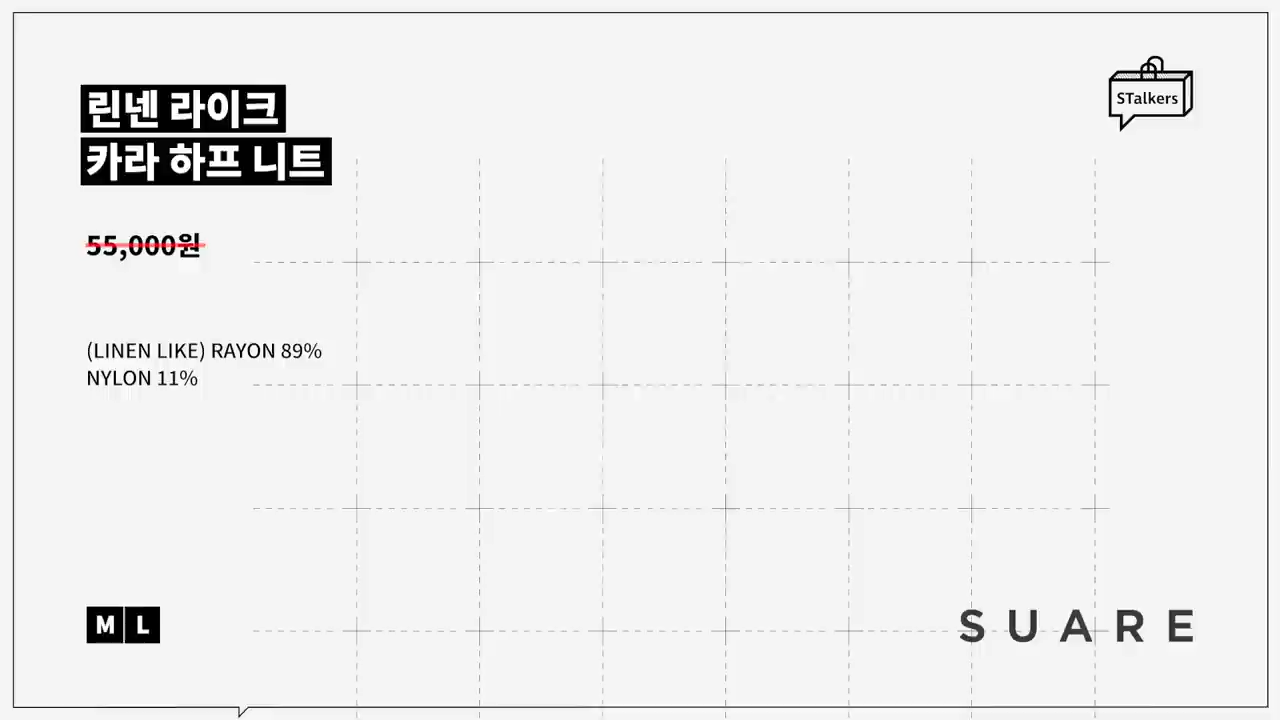 린넨 라이크
카라 하프 니트
STalkers
55,000원
(LINEN LIKE) RAYON 89%
NYLON 11%
M L
SUARE